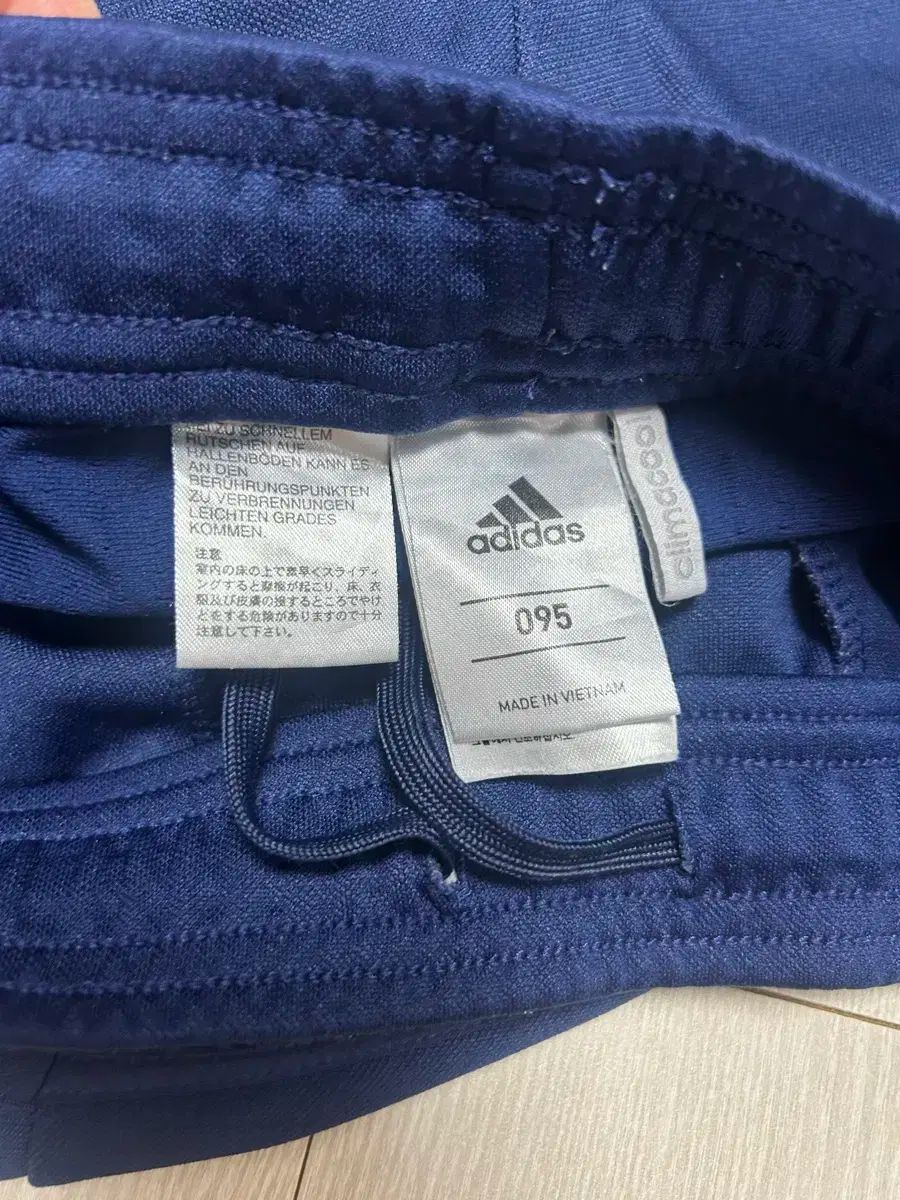 BEI ZU SCHNELLEM
RUTSCHEN AUF
HALLENBÖDEN KANN ES
AN DEN
BERÜHRUNGSPUNKTEN
ZU VERBRENNUNGEN
LEICHTEN GRADES
KOMMEN.
注意
室内の床の上で素早くスライディ
ングすると摩擦が起こり、床、衣
服及び皮膚の接するところでやけ
どをする危険がありますので十分
注意して下さい。
adidas
095
MADE IN VIETNAM
climacool